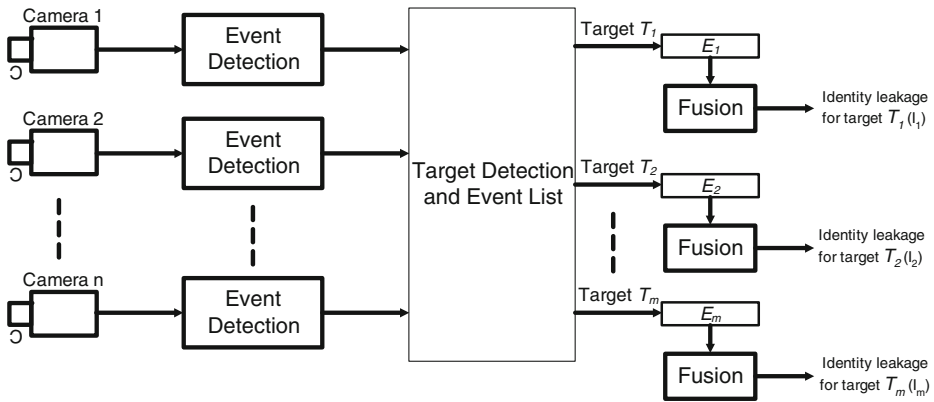 Camera 1
Event
Detection
Target T1
E1
Fusion
Identity leakage
for target T1 (I1)
Camera 2
Event
Detection
Target Detection
and Event List
Target T2
E2
Fusion
Identity leakage
for target T2 (I2)
Camera n
Event
Detection
Target Tm
Em
Fusion
Identity leakage
for target Tm (Im)